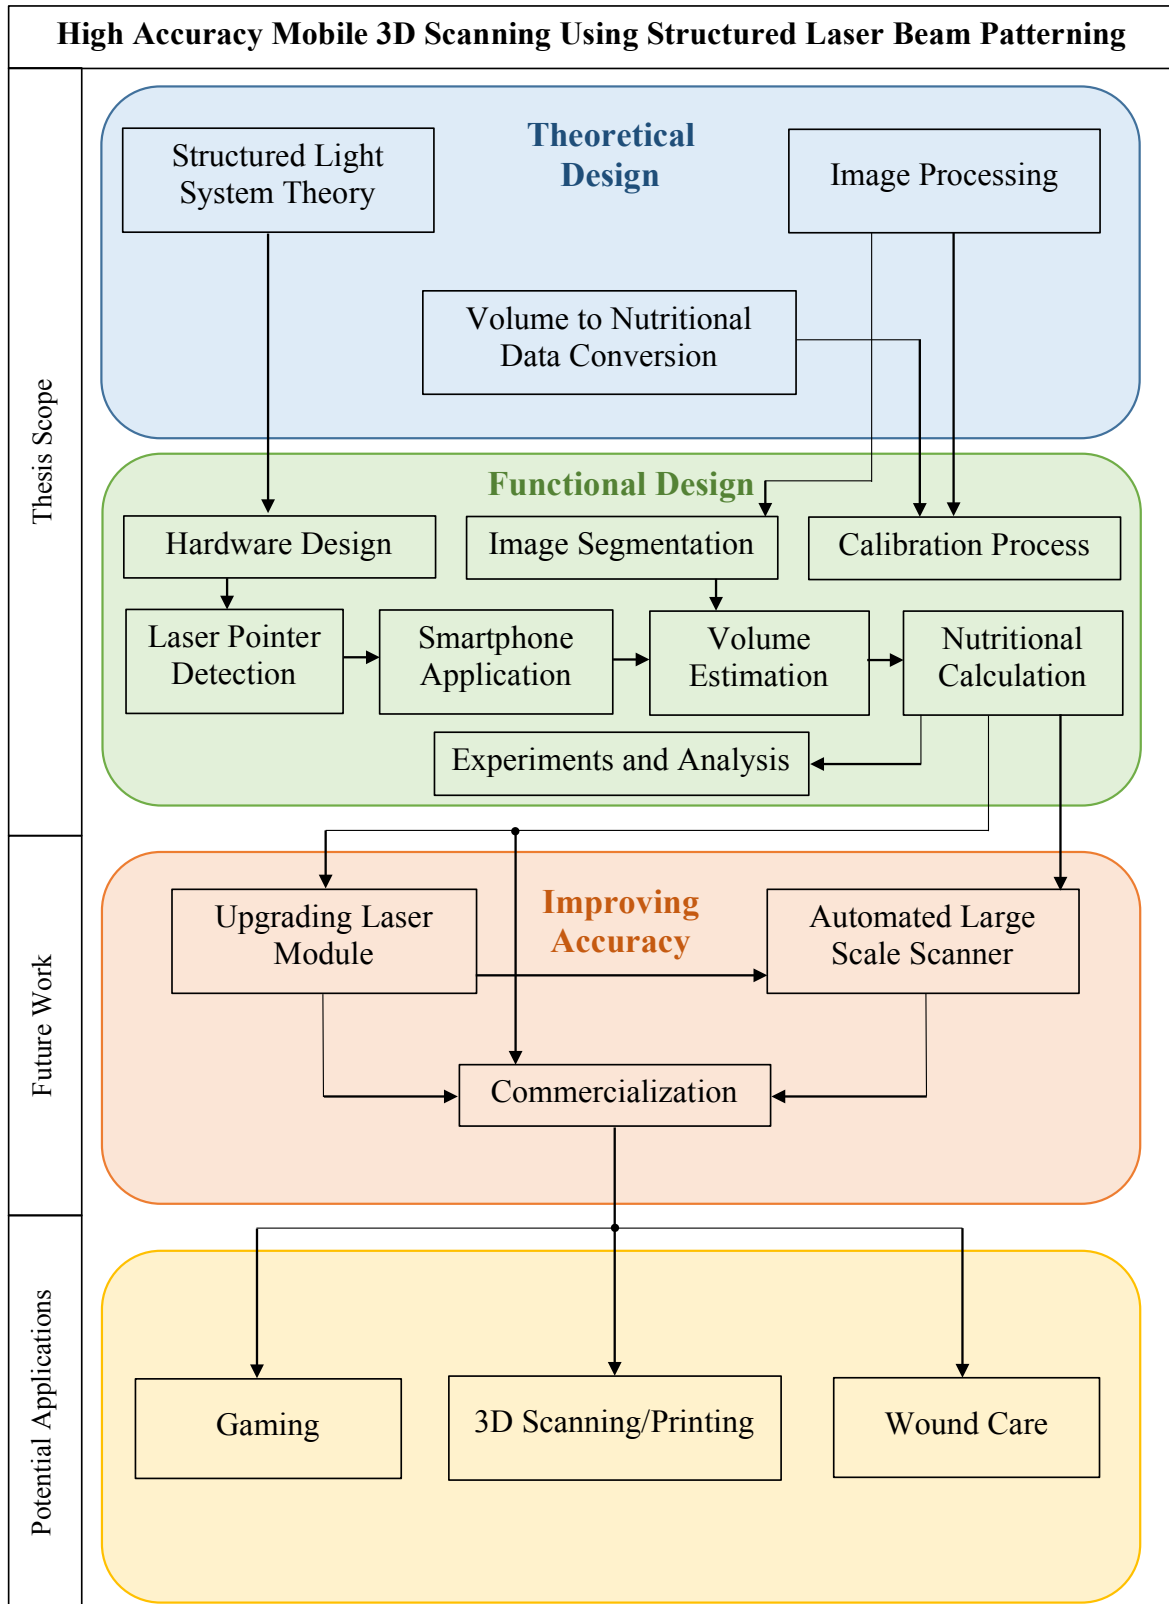 High Accuracy Mobile 3D Scanning Using Structured Laser Beam Patterning
Thesis Scope
Theoretical
Design
Structured Light
System Theory
Image Processing
Volume to Nutritional
Data Conversion
Functional Design
Hardware Design
Image Segmentation
Calibration Process
Laser Pointer
Detection
Smartphone
Application
Volume
Estimation
Nutritional
Calculation
Experiments and Analysis
Future Work
Improving
Accuracy
Upgrading Laser
Module
Automated Large
Scale Scanner
Commercialization
Potential Applications
Gaming
3D Scanning/Printing
Wound Care